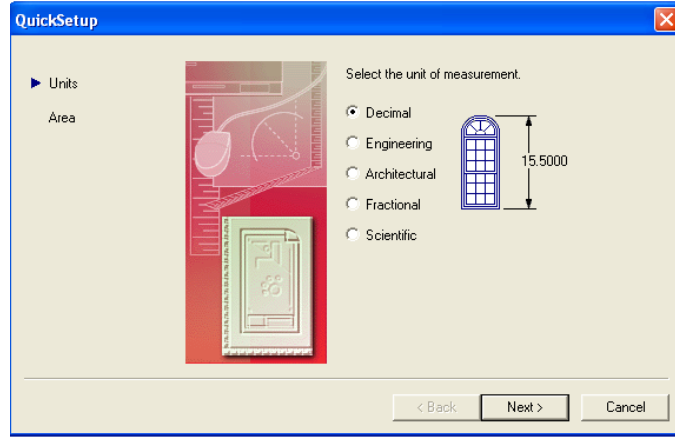 QuickSetup
Units
Area
Select the unit of measurement.
Decimal
Engineering
Architectural
Fractional
Scientific
15.5000
< Back
Next >
Cancel